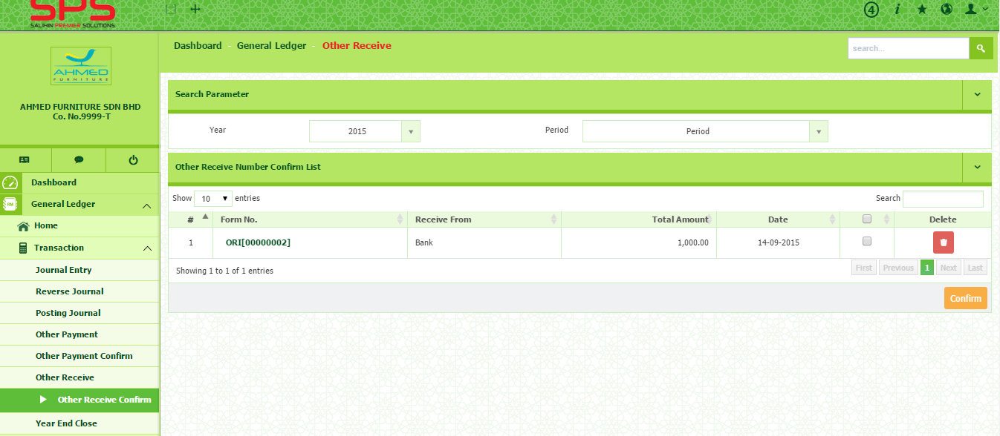 SPS
SALIHIN PREMIER SOLUTIONS
4
i
AHMED
FURNITURE
AHMED FURNITURE SDN BHD
Co. No.9999-T
Dashboard
General Ledger
Home
Transaction
Journal Entry
Reverse Journal
Posting Journal
Other Payment
Other Payment Confirm
Other Receive
Other Receive Confirm
Year End Close
Dashboard - General Ledger - Other Receive
search...
Search Parameter
Year 2015 Period Period
Other Receive Number Confirm List
Show 10 entries Search
# Form No. Receive From Total Amount Date Delete
1 ORI[00000002] Bank 1,000.00 14-09-2015
Showing 1 to 1 of 1 entries First Previous 1 Next Last
Confirm